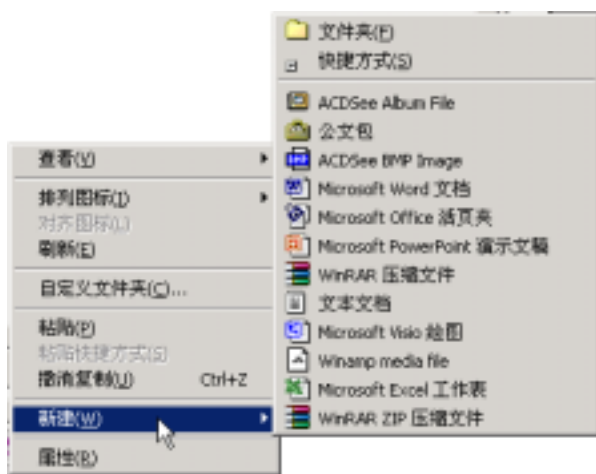 查看(V)
排列图标(I)
对齐图标(L)
刷新(E)
自定义文件夹(C)...
粘贴(P)
粘贴快捷方式(S)
撤消复制(U) Ctrl+Z
新建(W)
属性(R)
文件夹(F)
快捷方式(S)
ACDSee Album File
公文包
ACDSee BMP Image
Microsoft Word 文档
Microsoft Office 活页夹
Microsoft PowerPoint 演示文稿
WinRAR 压缩文件
文本文档
Microsoft Visio 绘图
Winamp media file
Microsoft Excel 工作表
WinRAR ZIP 压缩文件